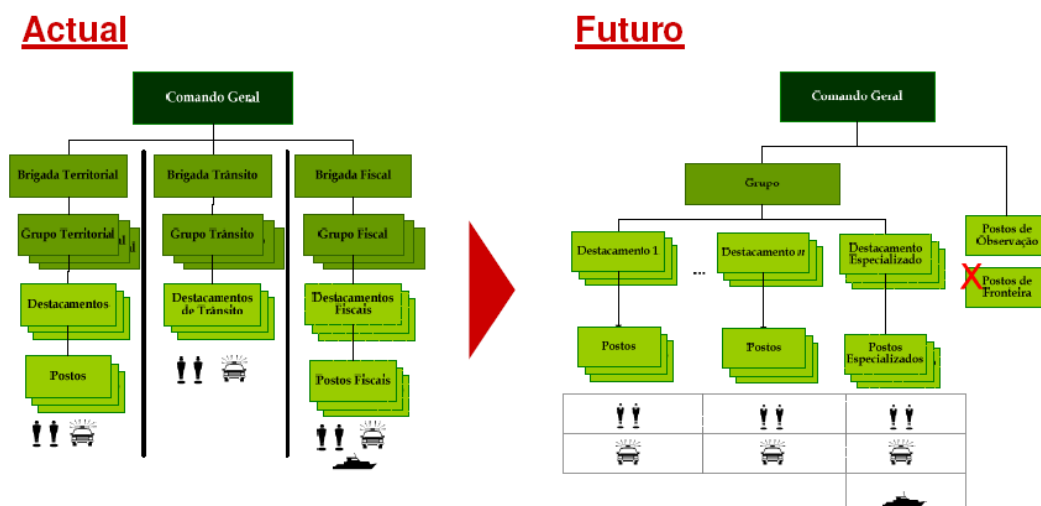 Actual
Comando Geral
Brigada Territorial
Grupo Territorial
Destacamentos
Postos
Brigada Trânsito
Grupo Trânsito
Destacamentos
de Trânsito
Brigada Fiscal
Grupo Fiscal
Destacamentos
Fiscais
Postos Fiscais
Futuro
Comando Geral
Grupo
Destacamento 1
...
Destacamento n
Destacamento
Especializado
Postos
Postos
Postos
Especializados
Postos de
Observação
X
Postos de
Fronteira